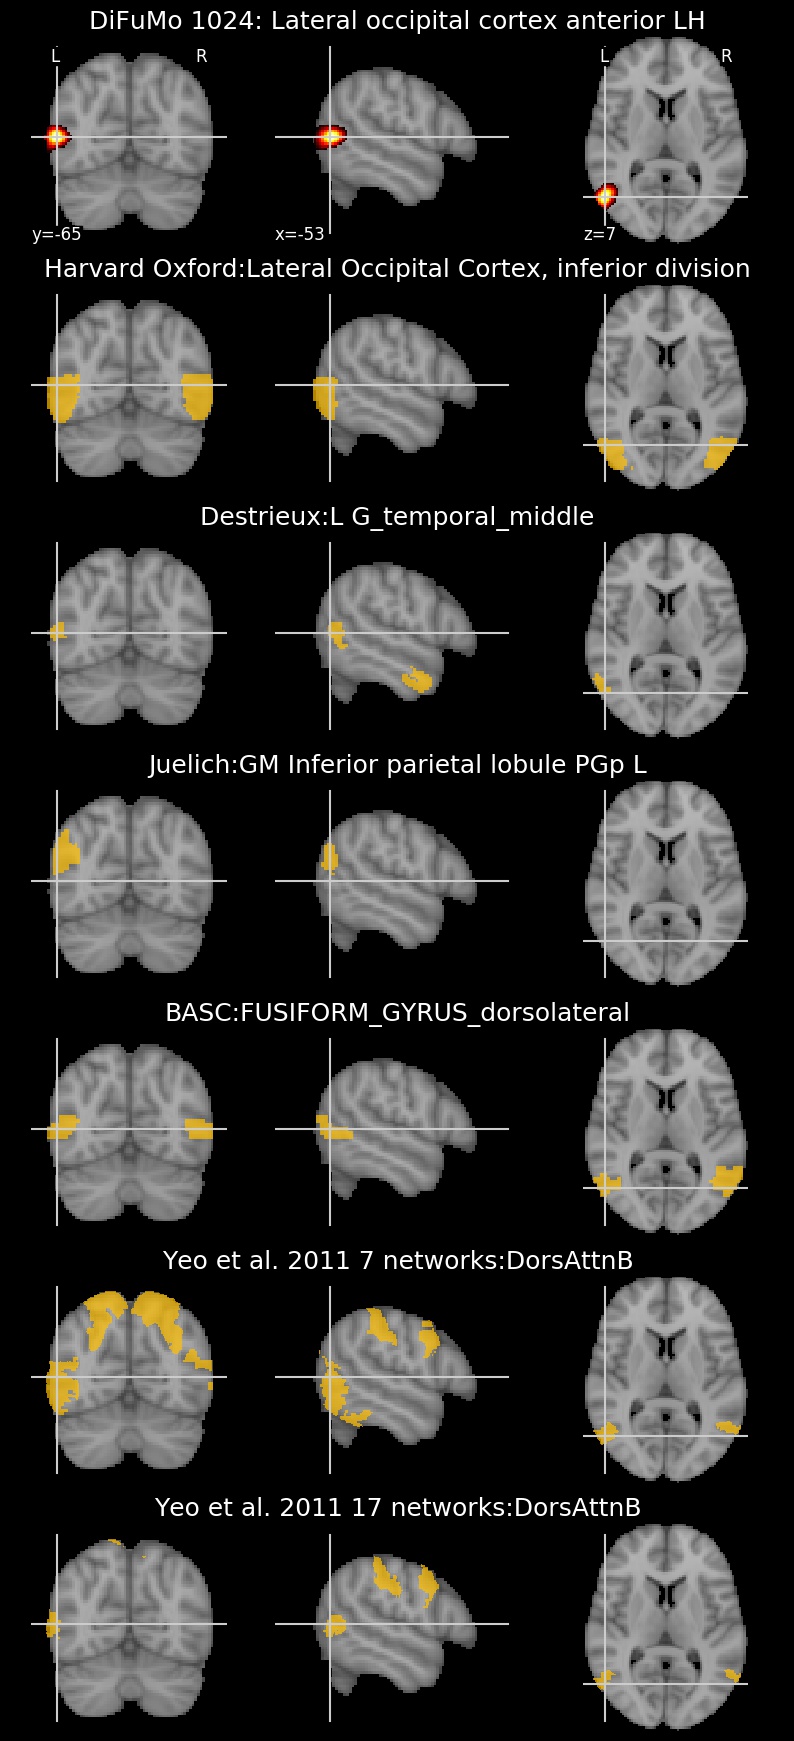 DiFuMo 1024: Lateral occipital cortex anterior LH
L R L R
y=-65 x=-53 z=7
Harvard Oxford:Lateral Occipital Cortex, inferior division
Destrieux:L G_temporal_middle
Juelich:GM Inferior parietal lobule PGp L
BASC:FUSIFORM_GYRUS_dorsolateral
Yeo et al. 2011 7 networks:DorsAttnB
Yeo et al. 2011 17 networks:DorsAttnB